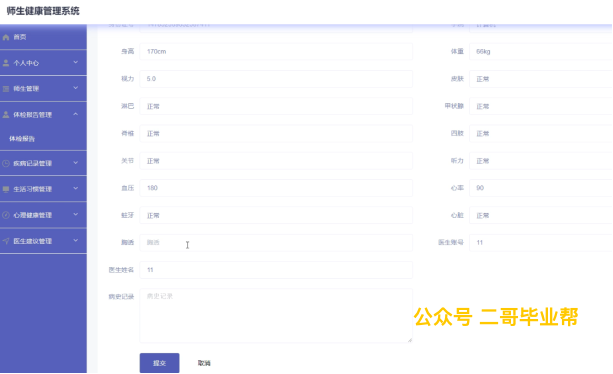 师生健康管理系统
首页
个人中心
师生管理
体检报告管理
体检报告
疾病记录管理
生活习惯管理
心理健康管理
医生建议管理
身高 170cm 体重 66kg
视力 5.0 皮肤 正常
淋巴 正常 甲状腺 正常
脊椎 正常 四肢 正常
关节 正常 听力 正常
血压 180 心率 90
蛀牙 正常 心脏 正常
胸透 胸透 医生账号 11
医生姓名 11
病史记录 病史记录
公众号 二哥毕业帮
提交 取消